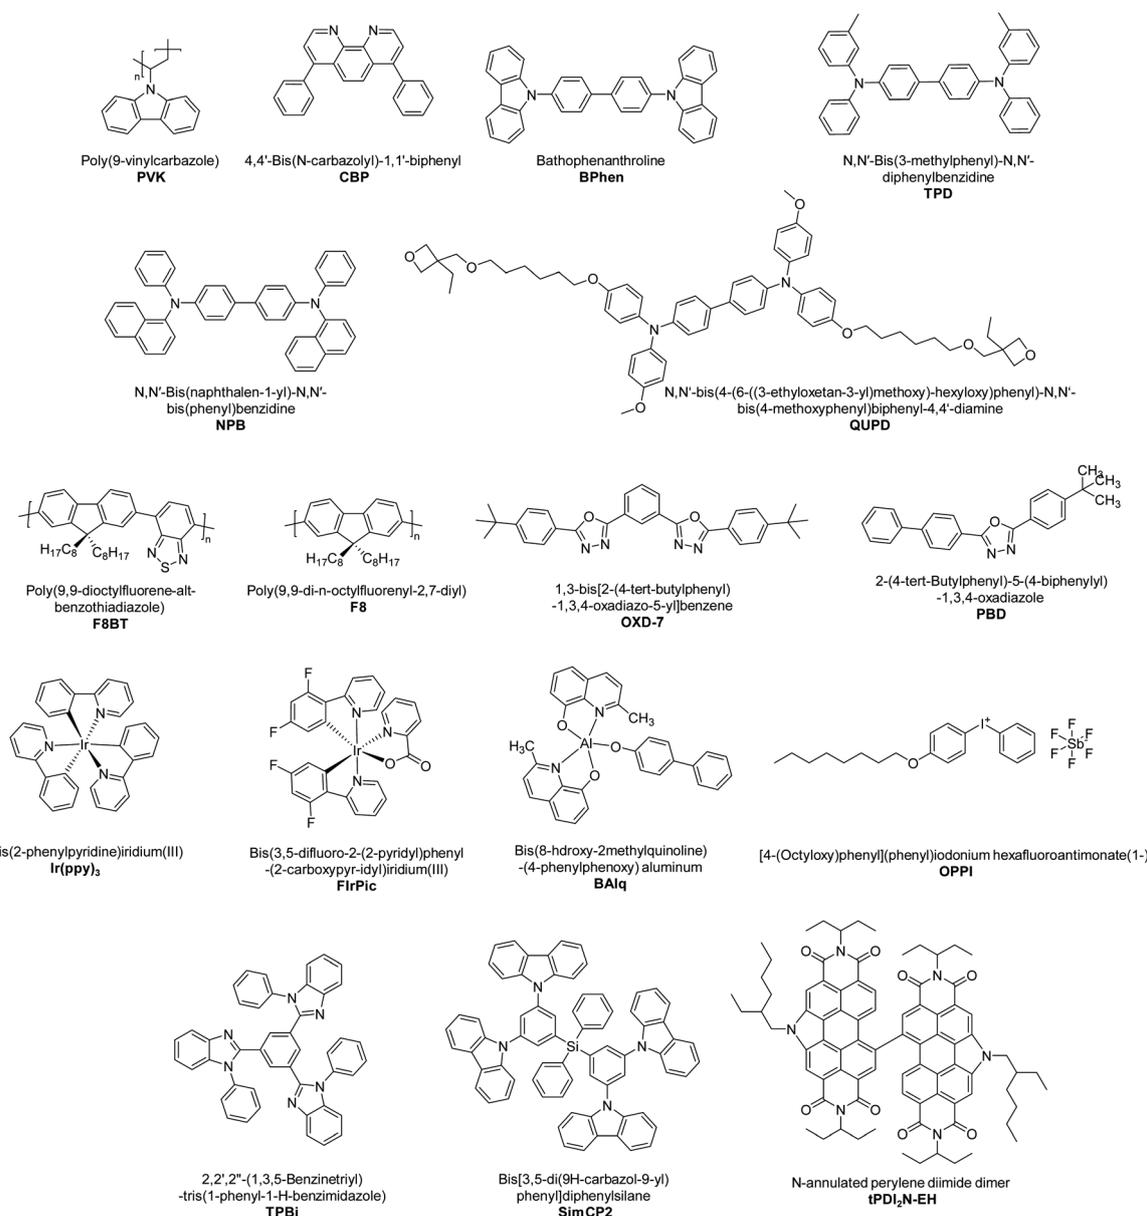 N N
n
N
N N
N N
Poly(9-vinylcarbazole)
PVK
4,4'-Bis(N-carbazolyl)-1,1'-biphenyl
CBP
Bathophenanthroline
BPhen
N,N′-Bis(3-methylphenyl)-N,N′-
diphenylbenzidine
TPD
O
O
O
O
N
N N
N
O
O
O
O
N,N′-Bis(naphthalen-1-yl)-N,N′-
bis(phenyl)benzidine
NPB
N,N'-bis(4-(6-((3-ethyloxetan-3-yl)methoxy)-hexyloxy)phenyl)-N,N'-
bis(4-methoxyphenyl)biphenyl-4,4'-diamine
QUPD
n
H17C8 C8H17
N N
S
n
H17C8 C8H17
O O
N N N N
CH3
CH3
CH3
O
N N
Poly(9,9-dioctylfluorene-alt-
benzothiadiazole)
F8BT
Poly(9,9-di-n-octylfluorenyl-2,7-diyl)
F8
1,3-bis[2-(4-tert-butylphenyl)
-1,3,4-oxadiazo-5-yl]benzene
OXD-7
2-(4-tert-Butylphenyl)-5-(4-biphenylyl)
-1,3,4-oxadiazole
PBD
N
N Ir
N
F
F
N
N
Ir
O O
F
N
F
N CH3
O
Al O
H3C
N O
I+
O
F
F F
Sb-
F F
F
is(2-phenylpyridine)iridium(III)
Ir(ppy)3
Bis(3,5-difluoro-2-(2-pyridyl)phenyl
-(2-carboxypyr-idyl)iridium(III)
FIrPic
Bis(8-hdroxy-2methylquinoline)
-(4-phenylphenoxy) aluminum
BAlq
[4-(Octyloxy)phenyl](phenyl)iodonium hexafluoroantimonate(1-)
OPPI
N
N
N
N
N
N
N
N
Si
N
N
O N O
N
O N O
O N O
N
O N O
2,2',2"-(1,3,5-Benzinetriyl)
-tris(1-phenyl-1-H-benzimidazole)
TPBi
Bis[3,5-di(9H-carbazol-9-yl)
phenyl]diphenylsilane
SimCP2
N-annulated perylene diimide dimer
tPDI2N-EH